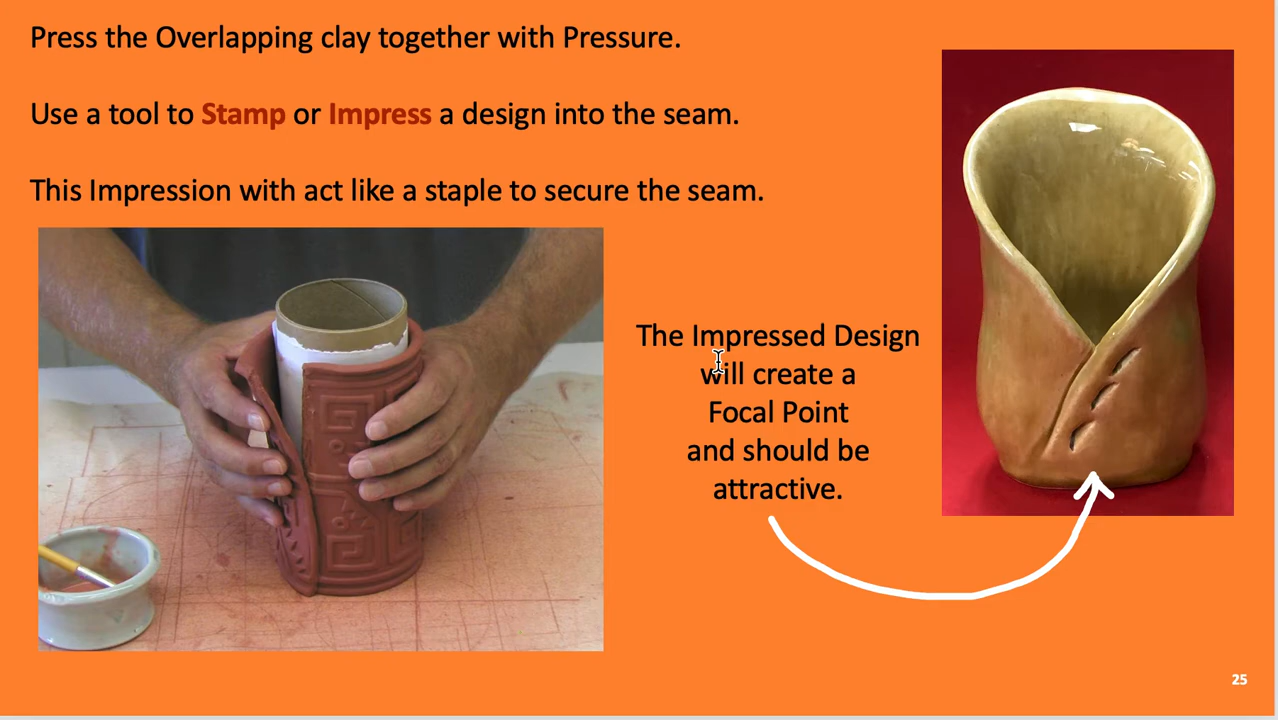 Press the Overlapping clay together with Pressure.
Use a tool to Stamp or Impress a design into the seam.
This Impression with act like a staple to secure the seam.
The Impressed Design
will create a
Focal Point
and should be
attractive.
25